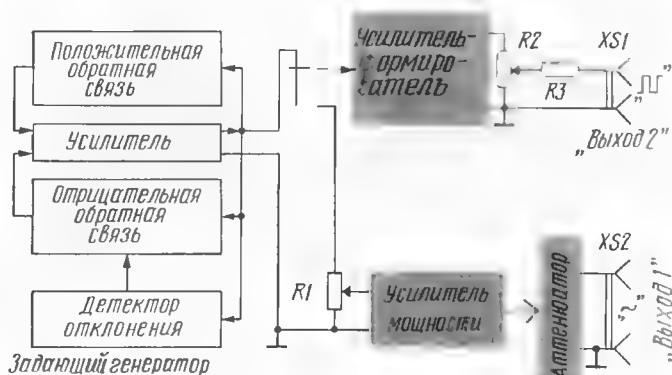 Положительная
обратная
связь
Усилитель
Отрицательная
обратная
связь
Детектор
отклонения
Задающий генератор
Усилитель-
формиро-
ватель
R2
R3
XS1
„Выход 2”
R1
Усилитель
мощности
Аттенюатор
XS2
„Выход 1”